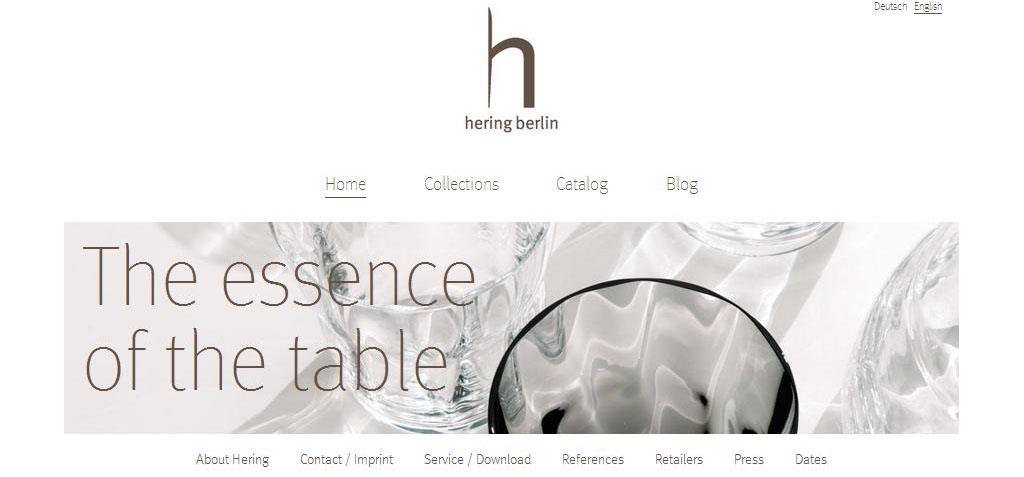 Deutsch English
h
hering berlin
Home Collections Catalog Blog
The essence
of the table
About Hering Contact / Imprint Service / Download References Retailers Press Dates